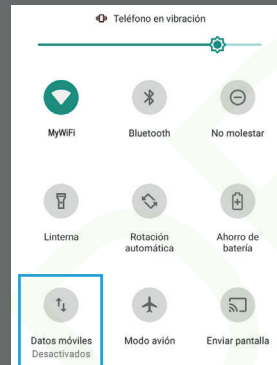 Teléfono en vibración
MyWiFi
Bluetooth
No molestar
Linterna
Rotación
automática
Ahorro de
batería
Datos móviles
Desactivados
Modo avión
Enviar pantalla